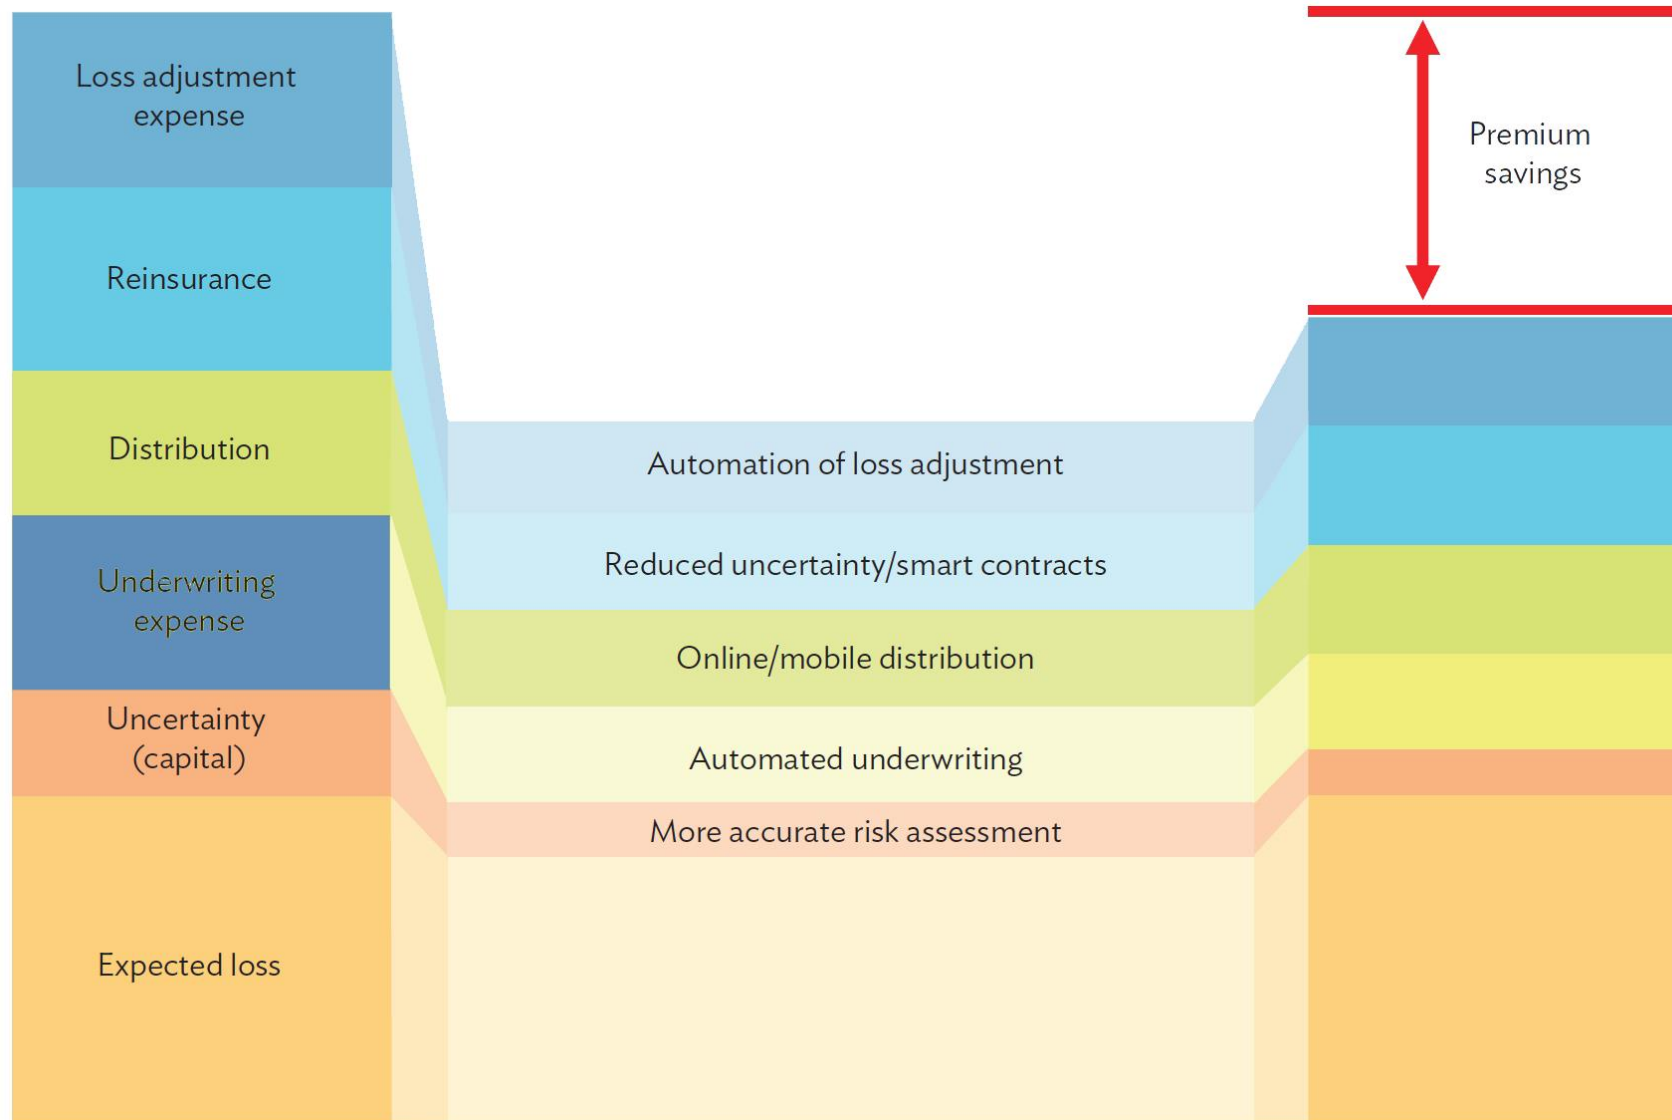 Loss adjustment
expense
Reinsurance
Distribution
Underwriting
expense
Uncertainty
(capital)
Expected loss
Automation of loss adjustment
Reduced uncertainty/smart contracts
Online/mobile distribution
Automated underwriting
More accurate risk assessment
Premium
savings